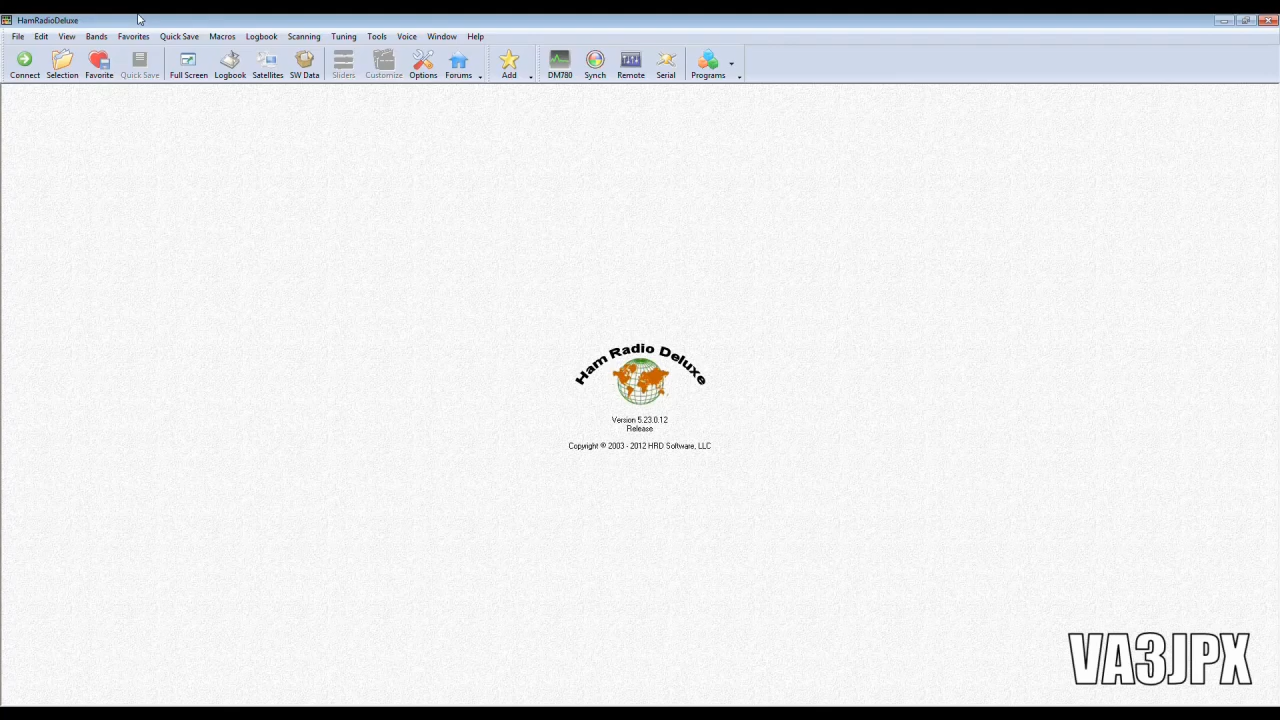 HamRadioDeluxe
File Edit View Bands Favorites Quick Save Macros Logbook Scanning Tuning Tools Voice Window Help
Connect Selection Favorite Quick Save Full Screen Logbook Satellites SW Data Sliders Customize Options Forums Add DM780 Synch Remote Serial Programs
Ham Radio Deluxe
Version 5.23.0.12
Release
Copyright © 2003 - 2012 HRD Software, LLC
VA3JPX